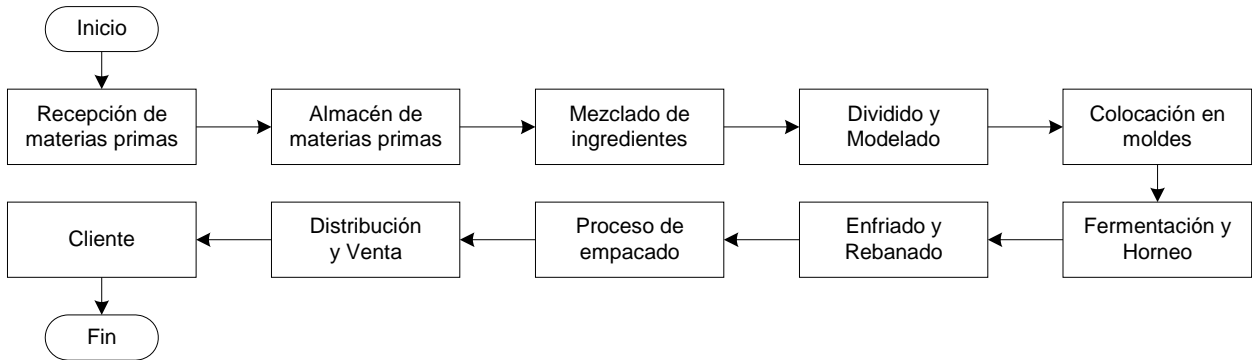 Inicio
Recepción de
materias primas
Almacén de
materias primas
Mezclado de
ingredientes
Dividido y
Modelado
Colocación en
moldes
Fermentación y
Horneo
Enfriado y
Rebanado
Proceso de
empacado
Distribución
y Venta
Cliente
Fin